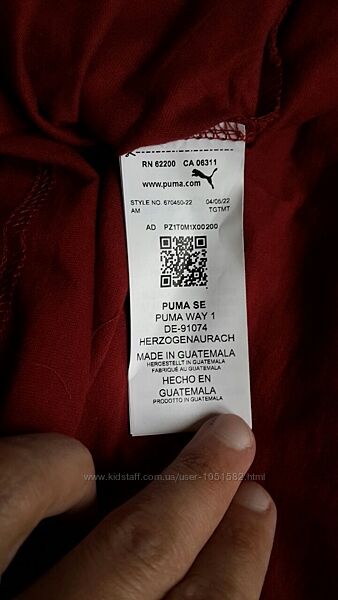 RN 62200 CA 06311
www.puma.com
STYLE NO. 670460-22 04/05/22
AM TGTMT
AD PZ1T0M1X00200
PUMA SE
PUMA WAY 1
DE-91074
HERZOGENAURACH
MADE IN GUATEMALA
HERGESTELLT IN GUATEMALA
FABRIQUÉ AU GUATEMALA
HECHO EN
GUATEMALA
PRODOTTO IN GUATEMALA
www.kidstaff.com.ua/user-1951582.html